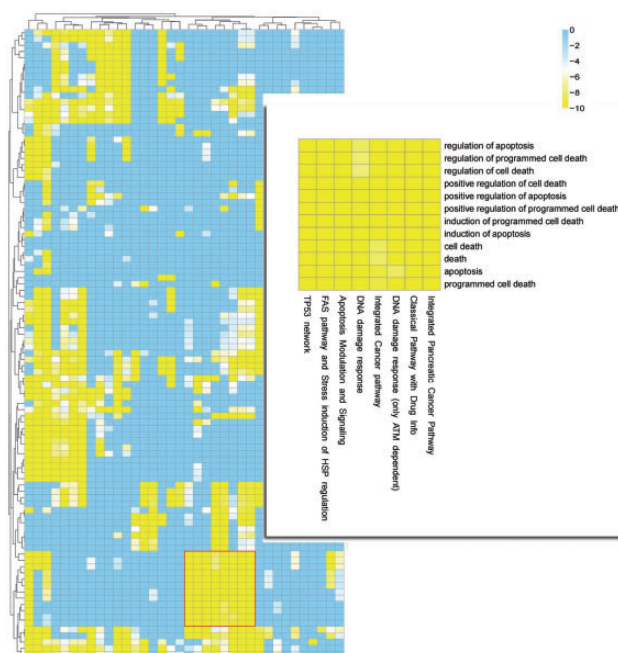 0
−2
−4
−6
−8
−10
regulation of apoptosis
regulation of programmed cell death
regulation of cell death
positive regulation of cell death
positive regulation of apoptosis
positive regulation of programmed cell death
induction of programmed cell death
induction of apoptosis
cell death
death
apoptosis
programmed cell death
TP53 network
FAS pathway and Stress induction of HSP regulation
Apoptosis Modulation and Signaling
DNA damage response
Integrated Cancer pathway
DNA damage response (only ATM dependent)
Classical Pathway with Drug Info
Integrated Pancreatic Cancer Pathway